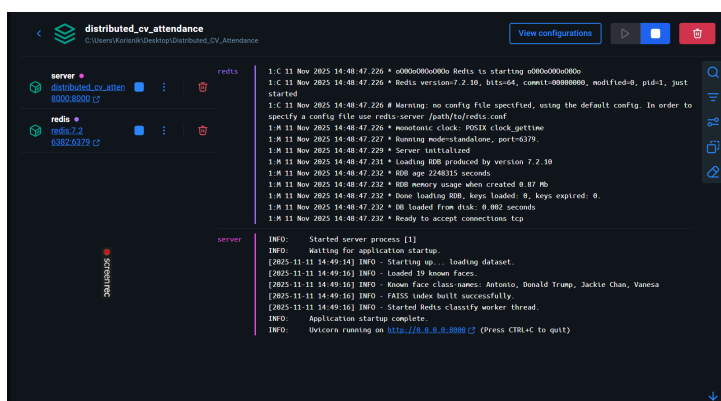 distributed_cv_attendance
C:\Users\Korisnik\Desktop\Distributed_CV_Attendance
View configurations
server
distributed_cv_atten
8000:8000
redis
redis:7.2
6382:6379
redis
1:C 11 Nov 2025 14:48:47.226 * oO0OoO0OoO0Oo Redis is starting oO0OoO0OoO0Oo
1:C 11 Nov 2025 14:48:47.226 * Redis version=7.2.10, bits=64, commit=00000000, modified=0, pid=1, just
started
1:C 11 Nov 2025 14:48:47.226 # Warning: no config file specified, using the default config. In order to
specify a config file use redis-server /path/to/redis.conf
1:M 11 Nov 2025 14:48:47.226 * monotonic clock: POSIX clock_gettime
1:M 11 Nov 2025 14:48:47.227 * Running mode=standalone, port=6379.
1:M 11 Nov 2025 14:48:47.229 * Server initialized
1:M 11 Nov 2025 14:48:47.231 * Loading RDB produced by version 7.2.10
1:M 11 Nov 2025 14:48:47.232 * RDB age 2248315 seconds
1:M 11 Nov 2025 14:48:47.232 * RDB memory usage when created 0.87 Mb
1:M 11 Nov 2025 14:48:47.232 * Done loading RDB, keys loaded: 0, keys expired: 0.
1:M 11 Nov 2025 14:48:47.232 * DB loaded from disk: 0.002 seconds
1:M 11 Nov 2025 14:48:47.232 * Ready to accept connections tcp
server
INFO: Started server process [1]
INFO: Waiting for application startup.
[2025-11-11 14:49:14] INFO - Starting up... loading dataset.
[2025-11-11 14:49:16] INFO - Loaded 19 known faces.
[2025-11-11 14:49:16] INFO - Known face class-names: Antonio, Donald Trump, Jackie Chan, Vanesa
[2025-11-11 14:49:16] INFO - FAISS index built successfully.
[2025-11-11 14:49:16] INFO - Started Redis classify worker thread.
INFO: Application startup complete.
INFO: Uvicorn running on http://0.0.0.0:8000 (Press CTRL+C to quit)
screenrec